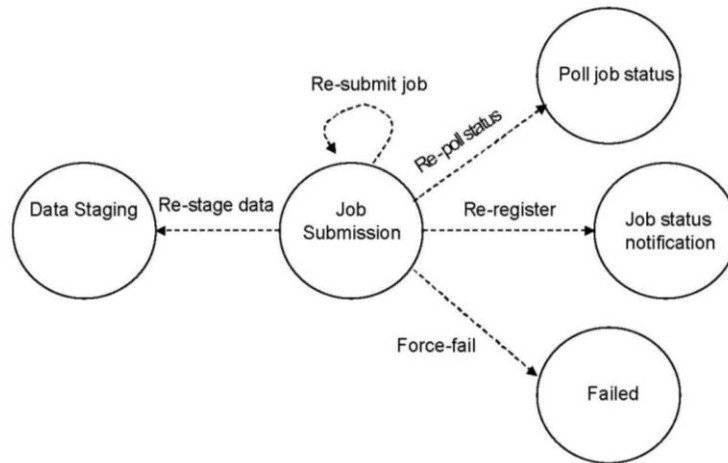 Poll job status
Re-submit job
Re-poll status
Data Staging
Re-stage data
Job
Submission
Re-register
Job status
notification
Force-fail
Failed